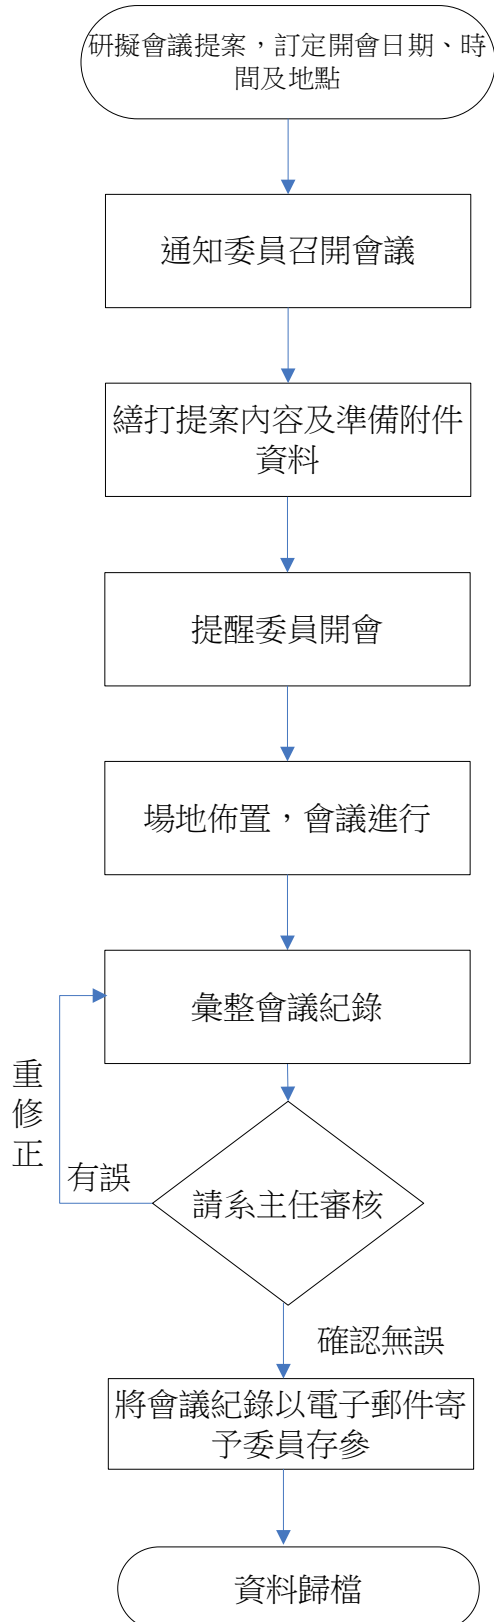 研擬會議提案，訂定開會日期、時
間及地點
通知委員召開會議
繕打提案內容及準備附件
資料
提醒委員開會
場地佈置，會議進行
彙整會議紀錄
重
修
正
有誤
請系主任審核
確認無誤
將會議紀錄以電子郵件寄
予委員存參
資料歸檔